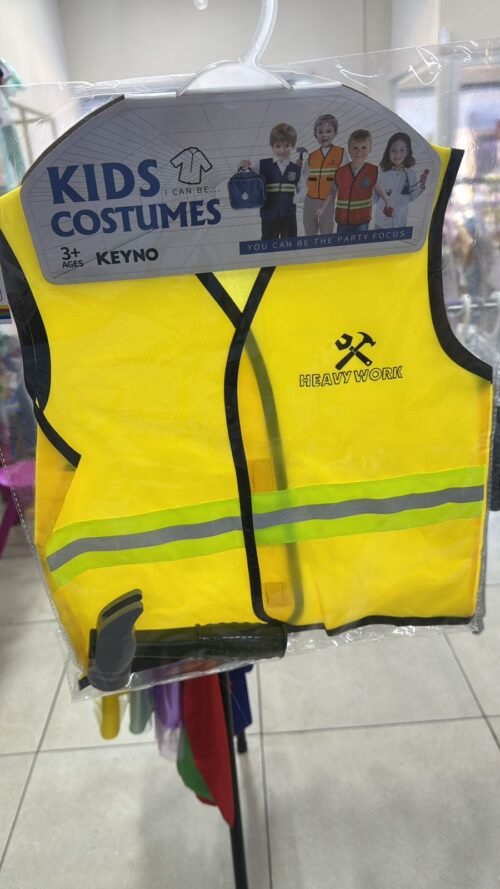 KIDS
I CAN BE...
COSTUMES
3+
AGES
KEYNO
YOU CAN BE THE PARTY FOCUS
HEAVY WORK